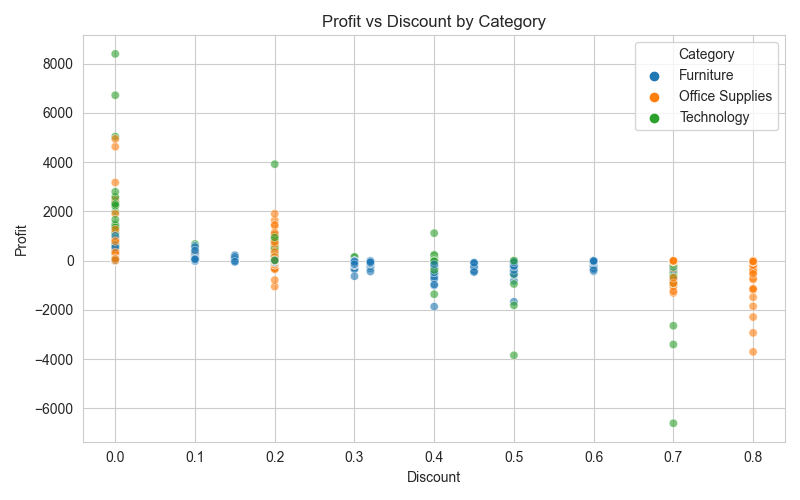 Profit vs Discount by Category
Category
Furniture
Office Supplies
Technology
Profit
8000
6000
4000
2000
0
−2000
−4000
−6000
0.0 0.1 0.2 0.3 0.4 0.5 0.6 0.7 0.8
Discount